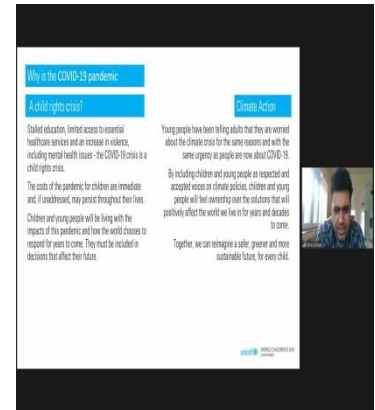 Why is the COVID-19 pandemic
A child rights crisis?
Stalled education, limited access to essential
healthcare services and an increase in violence,
including mental health issues - the COVID-19 crisis is a
child rights crisis.
The costs of the pandemic for children are immediate
and, if unaddressed, may persist throughout their lives.
Children and young people will be living with the
impacts of this pandemic and how the world chooses to
respond for years to come. They must be included in
decisions that affect their future.
Climate Action
Young people have been telling adults that they are worried
about the climate crisis for the same reasons and with
the same urgency as people are now about COVID-19.
By including children and young people as respected and
accepted voices on climate policies, children and young
people will feel ownership over the solutions that will
positively affect the world we live in for years and decades
to come.
Together, we can reimagine a safer, greener and more
sustainable future, for every child.
unicef
WORLD CHILDREN'S DAY